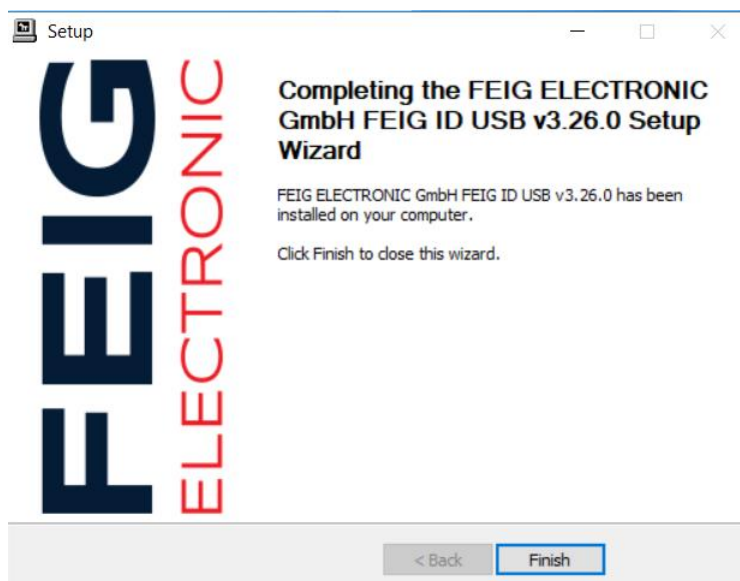 Setup
FEIG
ELECTRONIC
Completing the FEIG ELECTRONIC
GmbH FEIG ID USB v3.26.0 Setup
Wizard
FEIG ELECTRONIC GmbH FEIG ID USB v3.26.0 has been
installed on your computer.
Click Finish to close this wizard.
< Back
Finish